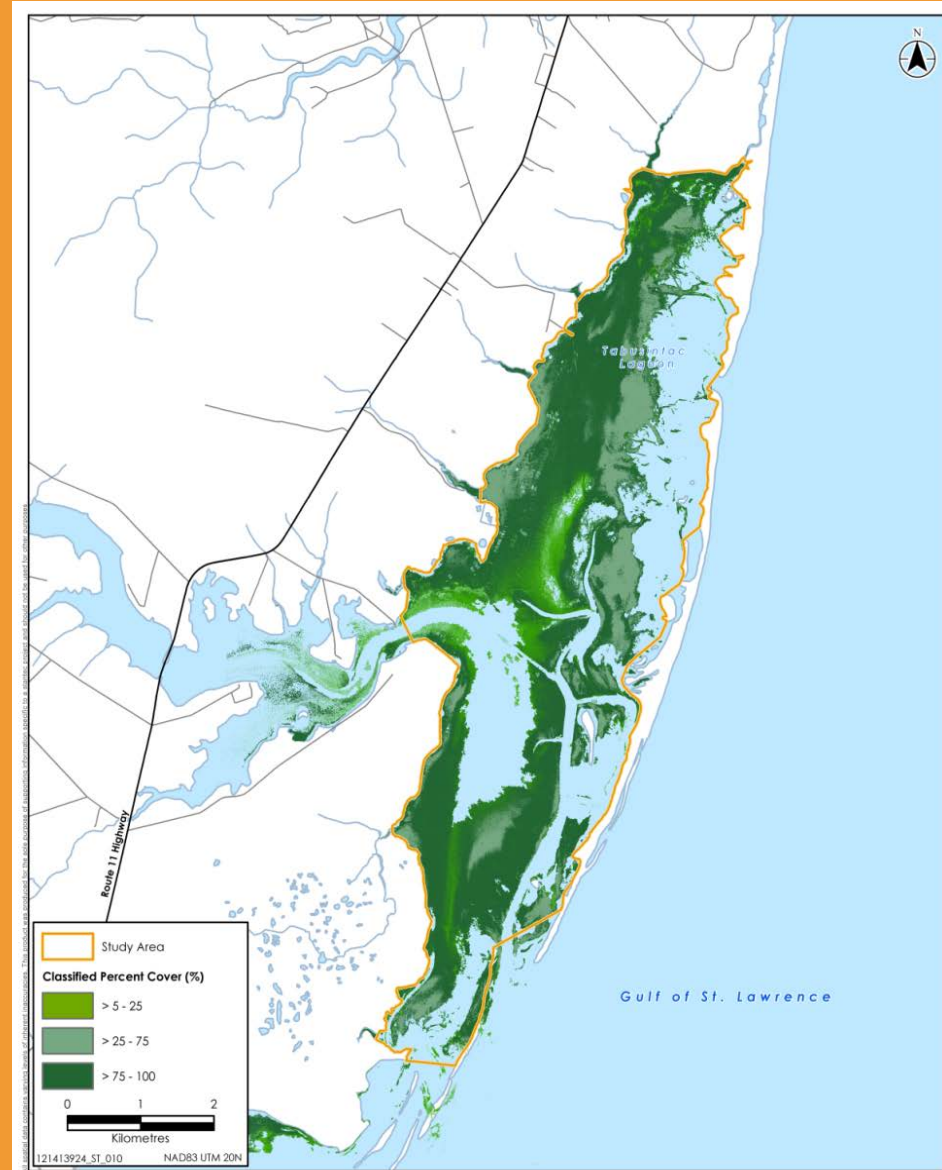 N
Tabusintac
Lagoon
Route 11 Highway
Gulf of St. Lawrence
Study Area
Classified Percent Cover (%)
> 5 - 25
> 25 - 75
> 75 - 100
0 1 2
Kilometres
121413924_ST_010 NAD83 UTM 20N